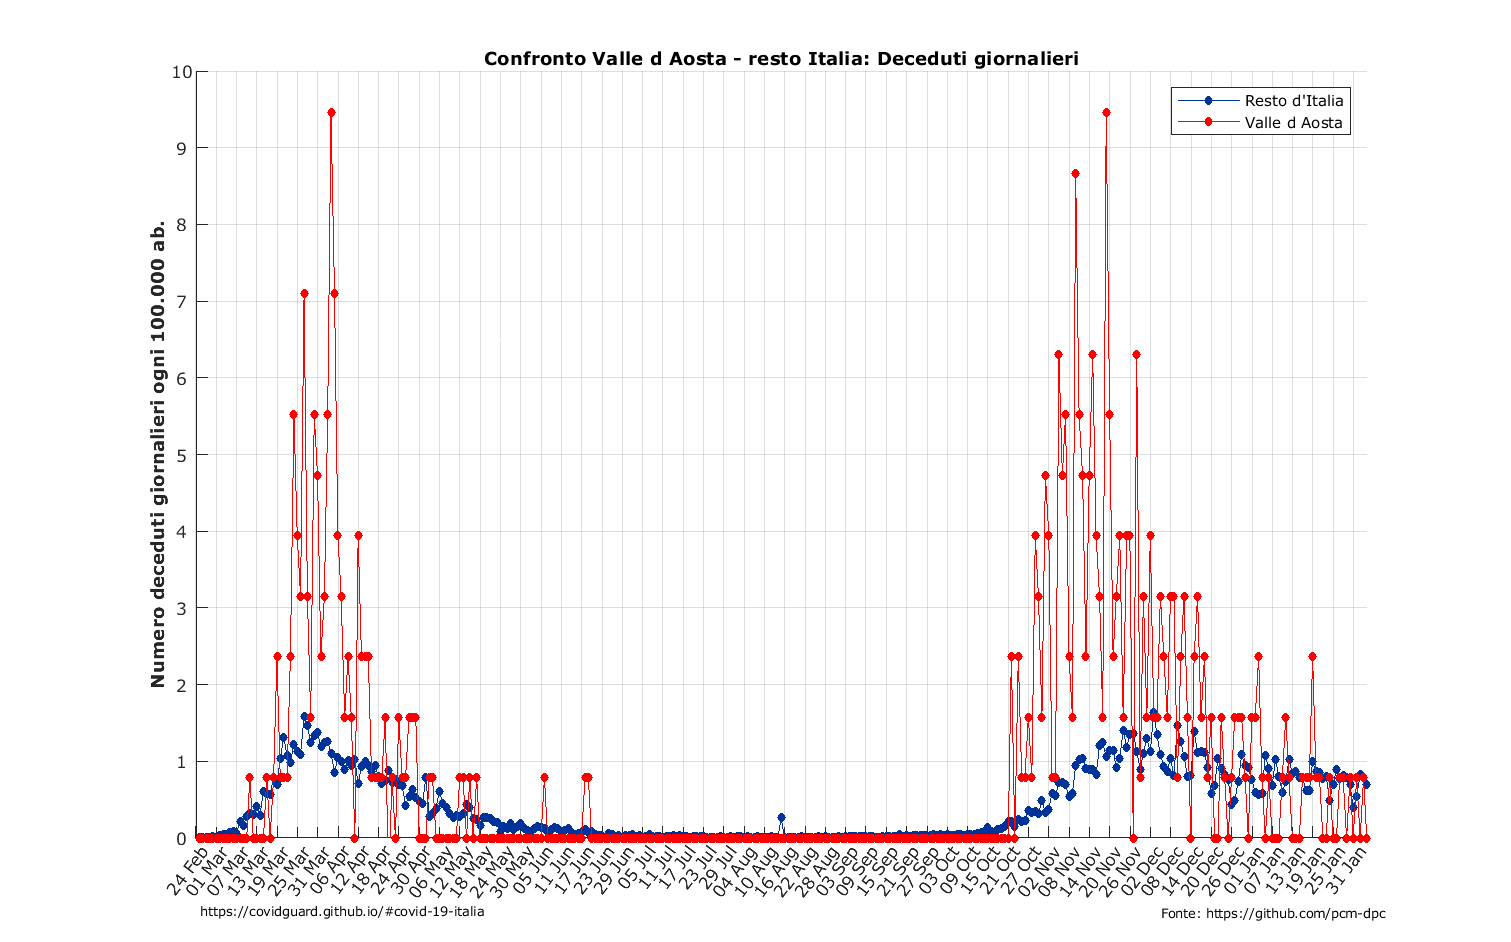 Confronto Valle d Aosta - resto Italia: Deceduti giornalieri
Resto d'Italia
Valle d Aosta
Numero deceduti giornalieri ogni 100.000 ab.
10
9
8
7
6
5
4
3
2
1
0
24 Feb
01 Mar
07 Mar
13 Mar
19 Mar
25 Mar
31 Mar
06 Apr
12 Apr
18 Apr
24 Apr
30 Apr
06 May
12 May
18 May
24 May
30 May
05 Jun
11 Jun
17 Jun
23 Jun
29 Jun
05 Jul
11 Jul
17 Jul
23 Jul
29 Jul
04 Aug
10 Aug
16 Aug
22 Aug
28 Aug
03 Sep
09 Sep
15 Sep
21 Sep
27 Sep
03 Oct
09 Oct
15 Oct
21 Oct
27 Oct
02 Nov
08 Nov
14 Nov
20 Nov
26 Nov
02 Dec
08 Dec
14 Dec
20 Dec
26 Dec
01 Jan
07 Jan
13 Jan
19 Jan
25 Jan
31 Jan
https://covidguard.github.io/#covid-19-italia
Fonte: https://github.com/pcm-dpc